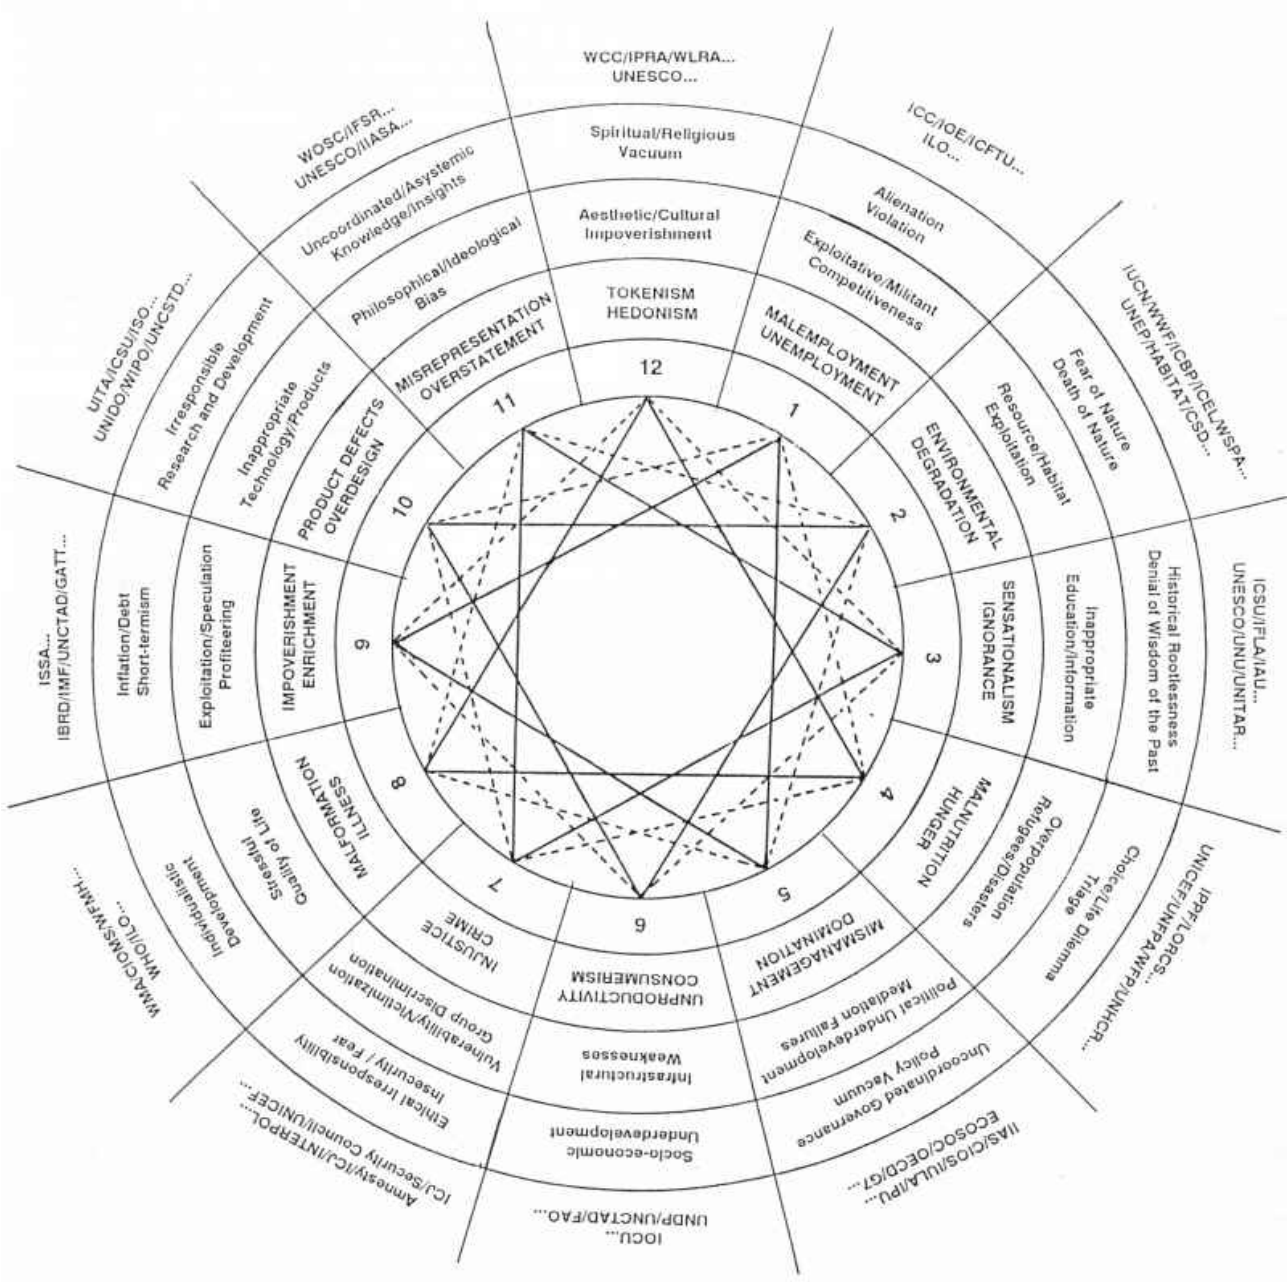 WCC/IPRA/WLRA...
UNESCO...
Spiritual/Religious
Vacuum
Aesthetic/Cultural
Impoverishment
TOKENISM
HEDONISM
12
ICC/IOE/ICFTU...
ILO...
Alienation
Violation
Exploitative/Militant
Competitiveness
MALEMPLOYMENT
UNEMPLOYMENT
1
IUCN/WWF/ICBP/ICEL/WSPA...
UNEP/HABITAT/CSD...
Fear of Nature
Death of Nature
Resource/Habitat
Exploitation
ENVIRONMENTAL
DEGRADATION
2
ICSU/IFLA/IAU...
UNESCO/UNU/UNITAR...
Historical Rootlessness
Denial of Wisdom of the Past
Inappropriate
Education/Information
SENSATIONALISM
IGNORANCE
3
IPPF/LORCS...
UNICEF/UNFPA/WFP/UNHCR...
Choice/Life Dilemma
Triage
Overpopulation
Refugees/Disasters
MALNUTRITION
HUNGER
4
IIAS/CIOS/IULA/IPU...
ECOSOC/OECD/G7...
Uncoordinated Governance
Policy Vacuum
Political Underdevelopment
Mediation Failures
MISMANAGEMENT
DOMINATION
5
IOCU...
UNDP/UNCTAD/FAO...
Socio-economic
Underdevelopment
Infrastructural
Weaknesses
UNPRODUCTIVITY
CONSUMERISM
6
Amnesty/ICJ/INTERPOL...
ICJ/Security Council/UNICEF...
Ethical Irresponsibility
Insecurity / Fear
Vulnerability/Victimization
Group Discrimination
INJUSTICE
CRIME
7
WMA/CIOMS/WFMH...
WHO/ILO...
Individualistic
Development
Stressful
Quality of Life
MALFORMATION
ILLNESS
8
ISSA...
IBRD/IMF/UNCTAD/GATT...
Inflation/Debt
Short-termism
Exploitation/Speculation
Profiteering
IMPOVERISHMENT
ENRICHMENT
9
UITA/ICSU/ISO...
UNIDO/WIPO/UNCSTD...
Irresponsible
Research and Development
Inappropriate
Technology/Products
PRODUCT DEFECTS
OVERDESIGN
10
WOSC/IFSR...
UNESCO/IIASA...
Uncoordinated/Asystemic
Knowledge/Insights
Philosophical/Ideological
Bias
MISREPRESENTATION
OVERSTATEMENT
11